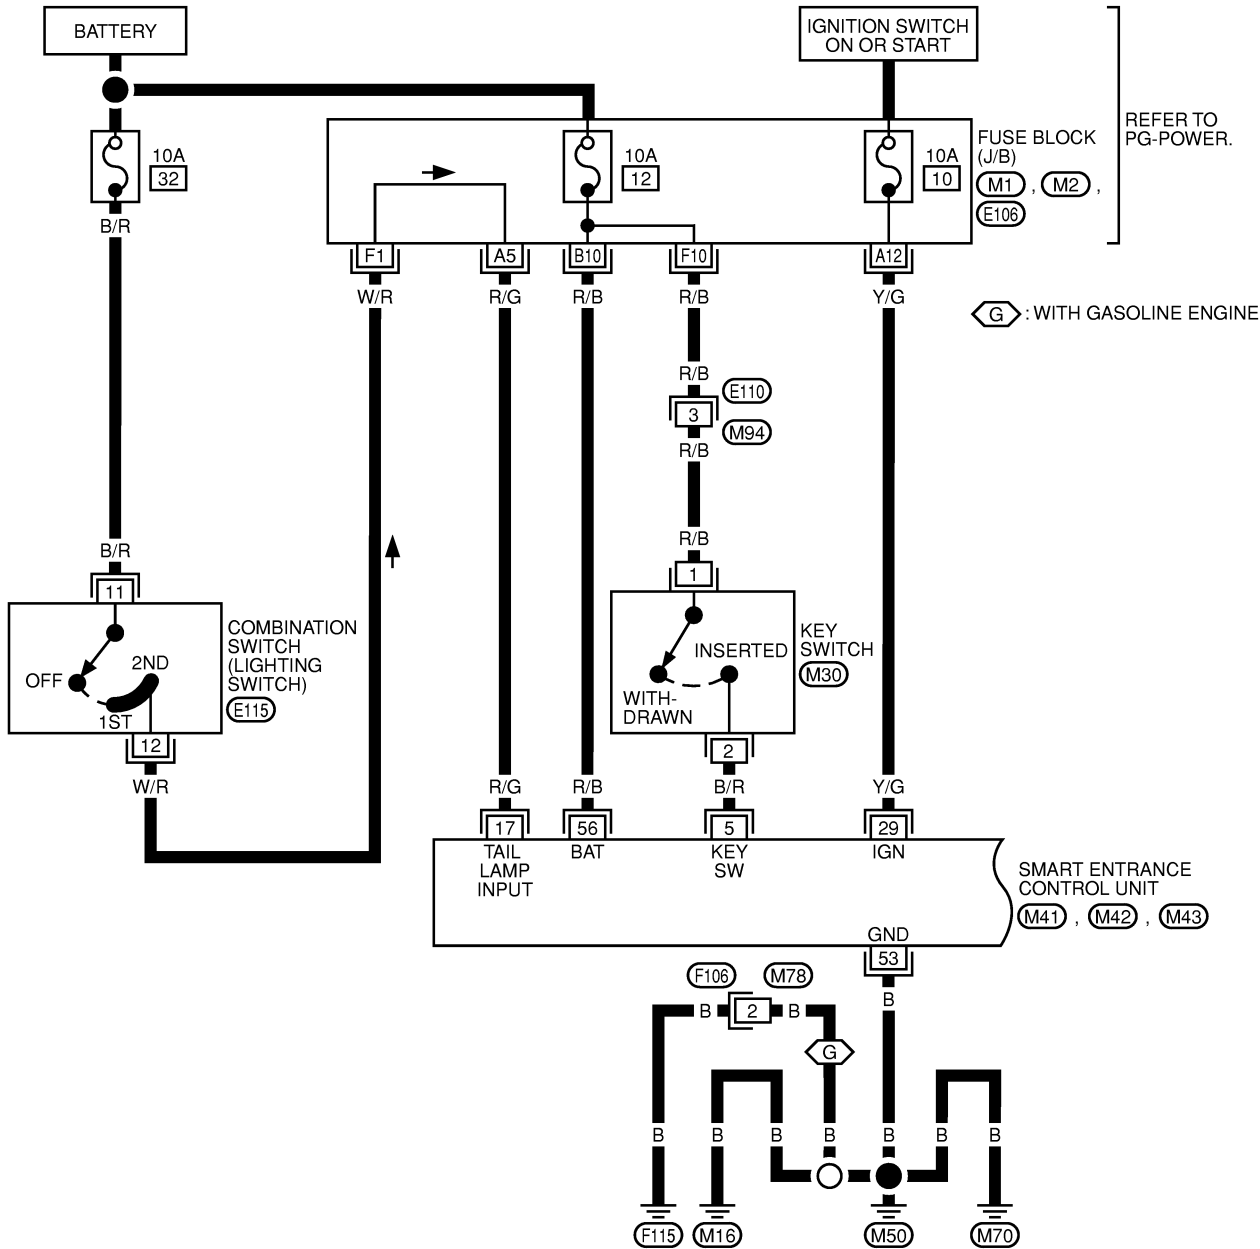 BATTERY
IGNITION SWITCH
ON OR START
REFER TO
PG-POWER.
10A
32
10A
12
10A
10
FUSE BLOCK
(J/B)
M1 , M2 ,
E106
B/R
F1
A5
B10
F10
A12
W/R
R/G
R/B
R/B
Y/G
G : WITH GASOLINE ENGINE
R/B
E110
3
M94
R/B
B/R
R/B
11
1
COMBINATION
SWITCH
(LIGHTING
SWITCH)
E115
OFF
2ND
1ST
KEY
SWITCH
M30
INSERTED
WITH-
DRAWN
12
2
W/R
R/G
R/B
B/R
Y/G
17
56
5
29
TAIL
LAMP
INPUT
BAT
KEY
SW
IGN
SMART ENTRANCE
CONTROL UNIT
M41 , M42 , M43
GND
53
F106
M78
B
2
B
B
G
B
B
B
B
B
B
B
F115
M16
M50
M70